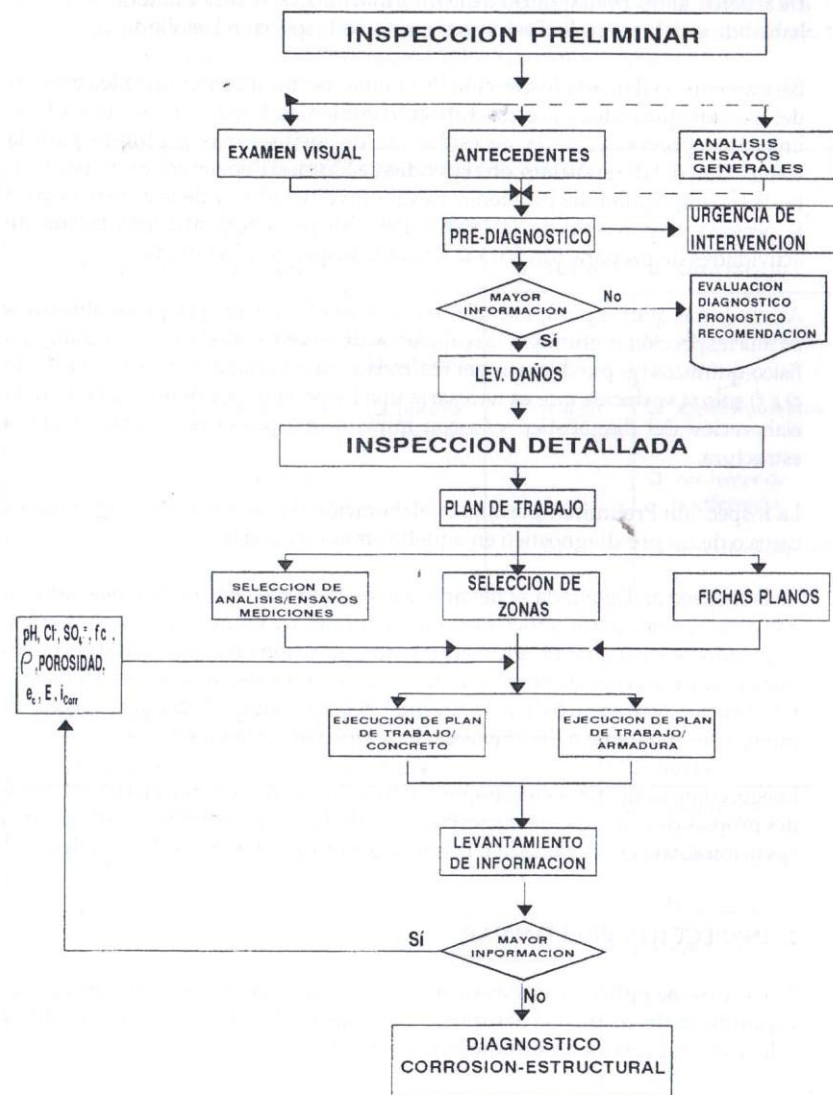 INSPECCION PRELIMINAR
EXAMEN VISUAL
ANTECEDENTES
ANALISIS
ENSAYOS
GENERALES
PRE-DIAGNOSTICO
URGENCIA DE
INTERVENCION
MAYOR
INFORMACION
No
Sí
EVALUACION
DIAGNOSTICO
PRONOSTICO
RECOMENDACION
LEV. DAÑOS
INSPECCION DETALLADA
PLAN DE TRABAJO
SELECCION DE
ANALISIS/ENSAYOS
MEDICIONES
SELECCION DE
ZONAS
FICHAS PLANOS
pH, Cl-, SO4=, fc,
ρ, POROSIDAD,
ec, E, iCorr
EJECUCION DE PLAN
DE TRABAJO/
CONCRETO
EJECUCION DE PLAN
DE TRABAJO/
ARMADURA
LEVANTAMIENTO
DE INFORMACION
Sí
MAYOR
INFORMACION
No
DIAGNOSTICO
CORROSION-ESTRUCTURAL